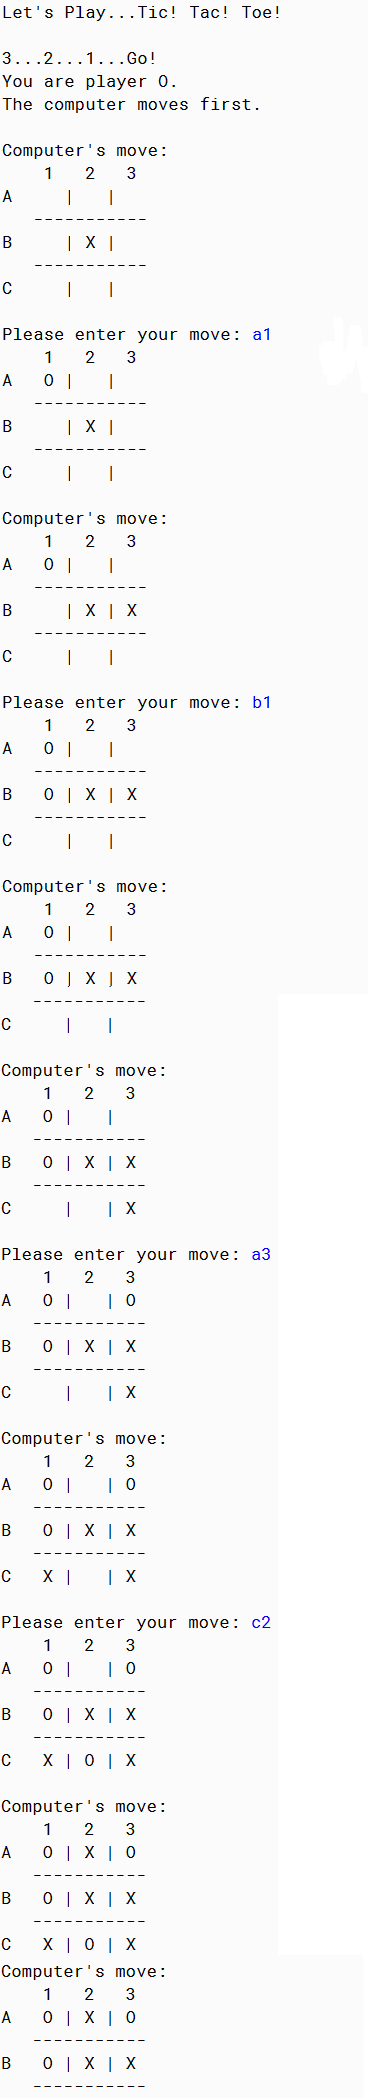 Let's Play...Tic! Tac! Toe!
3...2...1...Go!
You are player O.
The computer moves first.
Computer's move:
1 2 3
A | |
-----------
B | X |
-----------
C | |
Please enter your move: a1
1 2 3
A O | |
-----------
B | X |
-----------
C | |
Computer's move:
1 2 3
A O | |
-----------
B | X | X
-----------
C | |
Please enter your move: b1
1 2 3
A O | |
-----------
B O | X | X
-----------
C | |
Computer's move:
1 2 3
A O | |
-----------
B O | X | X
-----------
C | |
Computer's move:
1 2 3
A O | |
-----------
B O | X | X
-----------
C | | X
Please enter your move: a3
1 2 3
A O | | O
-----------
B O | X | X
-----------
C | | X
Computer's move:
1 2 3
A O | | O
-----------
B O | X | X
-----------
C X | | X
Please enter your move: c2
1 2 3
A O | | O
-----------
B O | X | X
-----------
C X | O | X
Computer's move:
1 2 3
A O | X | O
-----------
B O | X | X
-----------
C X | O | X
Computer's move:
1 2 3
A O | X | O
-----------
B O | X | X
-----------